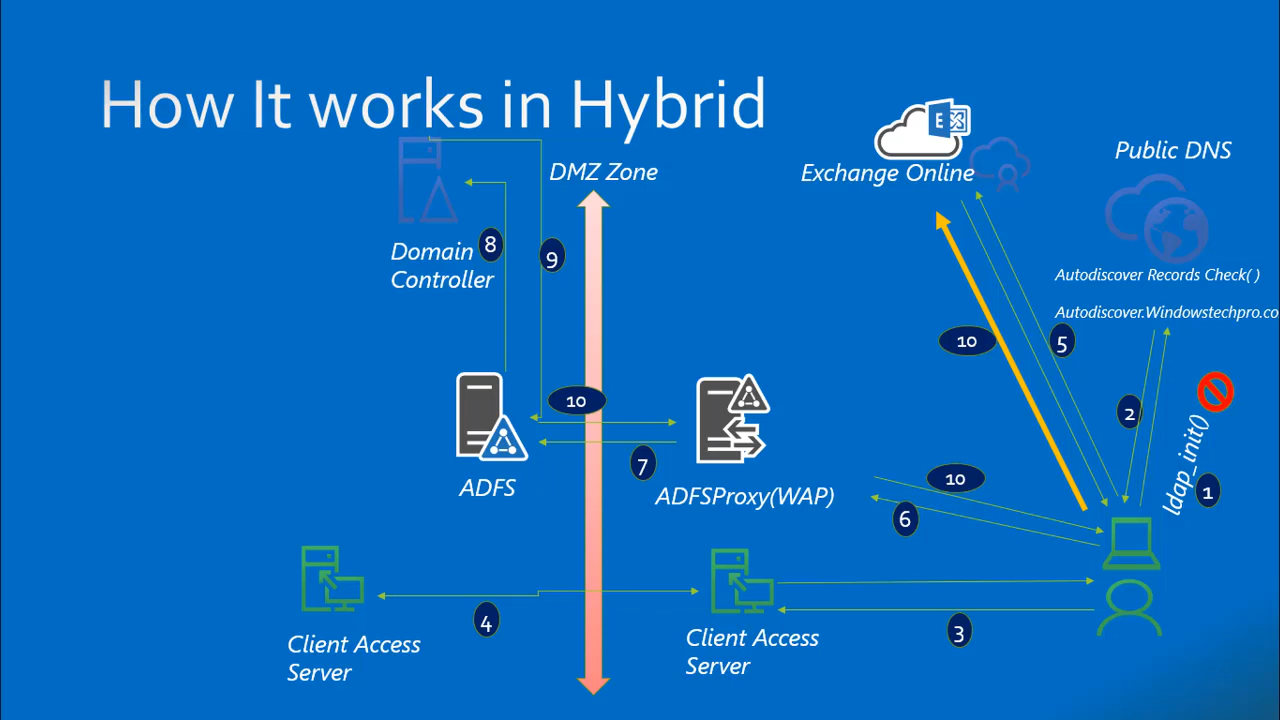 How It works in Hybrid
Exchange Online
Public DNS
DMZ Zone
Domain
Controller
8
9
Autodiscover Records Check( )
Autodiscover.Windowstechpro.co
10
5
2
ldap_init()
1
10
7
ADFS
ADFSProxy(WAP)
10
6
4
3
Client Access
Server
Client Access
Server